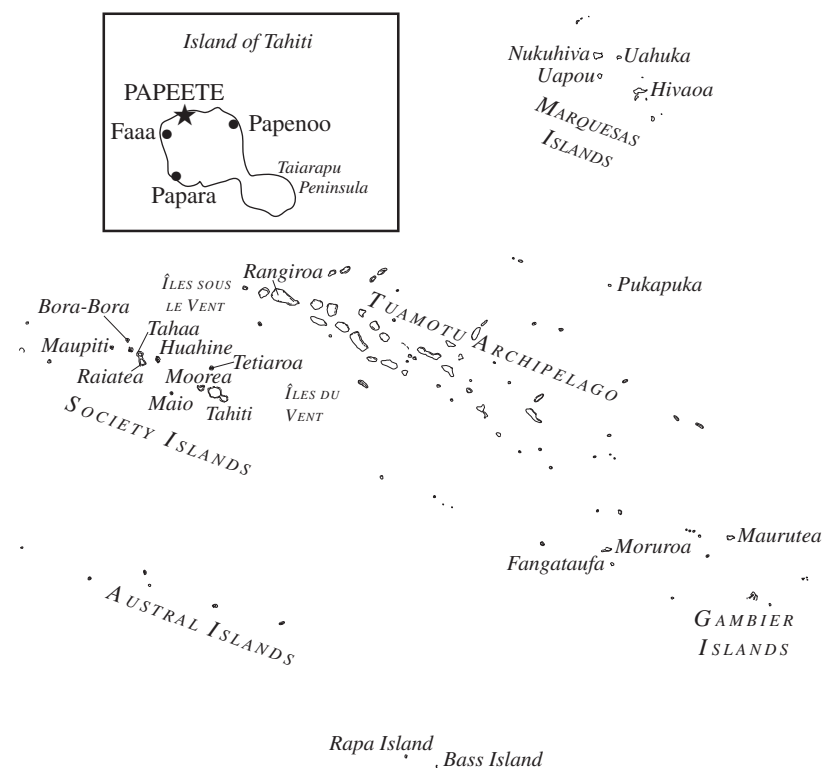 Island of Tahiti
PAPEETE
Faaa
Papenoo
Papara
Taiarapu
Peninsula
Nukuhiva
Uahuka
Uapou
Hivaoa
MARQUESAS
ISLANDS
Pukapuka
Rangiroa
ÎLES SOUS
LE VENT
TUAMOTU ARCHIPELAGO
Bora-Bora
Tahaa
Maupiti
Huahine
Tetiaroa
Raiatea
Moorea
Maio
Tahiti
ÎLES DU
VENT
SOCIETY ISLANDS
Fangataufa
Moruroa
Maurutea
GAMBIER
ISLANDS
AUSTRAL ISLANDS
Rapa Island
Bass Island